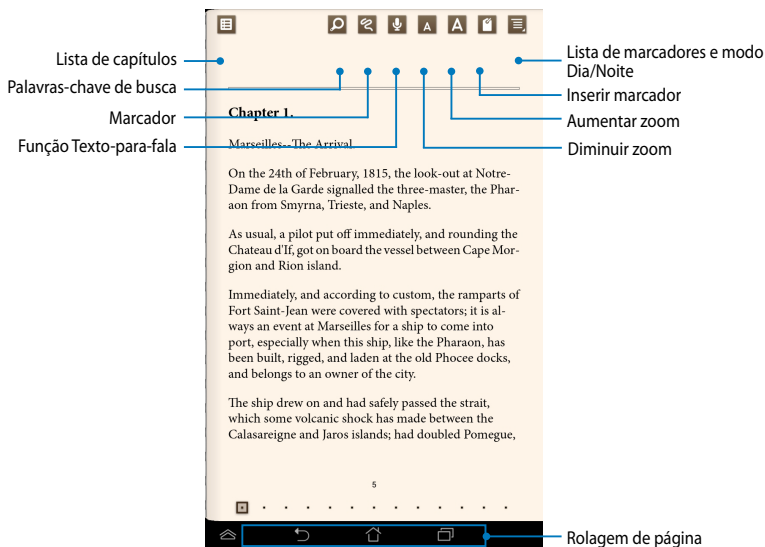 Lista de capítulos
Palavras-chave de busca
Marcador
Função Texto-para-fala
Lista de marcadores e modo
Dia/Noite
Inserir marcador
Aumentar zoom
Diminuir zoom
A
A
Chapter 1.
Marseilles--The Arrival.
On the 24th of February, 1815, the look-out at Notre-
Dame de la Garde signalled the three-master, the Phar-
aon from Smyrna, Trieste, and Naples.
As usual, a pilot put off immediately, and rounding the
Chateau d'If, got on board the vessel between Cape Mor-
gion and Rion island.
Immediately, and according to custom, the ramparts of
Fort Saint-Jean were covered with spectators; it is al-
ways an event at Marseilles for a ship to come into
port, especially when this ship, like the Pharaon, has
been built, rigged, and laden at the old Phocee docks,
and belongs to an owner of the city.
The ship drew on and had safely passed the strait,
which some volcanic shock has made between the
Calasareigne and Jaros islands; had doubled Pomegue,
5
Rolagem de página